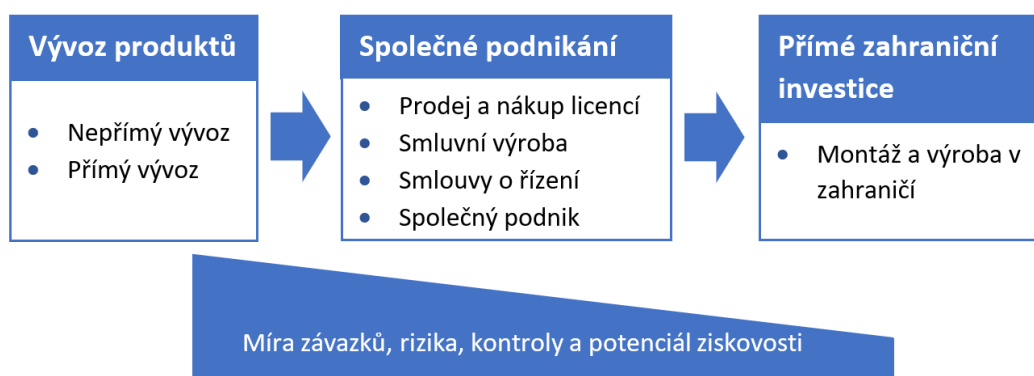 Vývoz produktů
Nepřímý vývoz
Přímý vývoz
Společné podnikání
Prodej a nákup licencí
Smluvní výroba
Smlouvy o řízení
Společný podnik
Přímé zahraniční
investice
Montáž a výroba v
zahraničí
Míra závazků, rizika, kontroly a potenciál ziskovosti